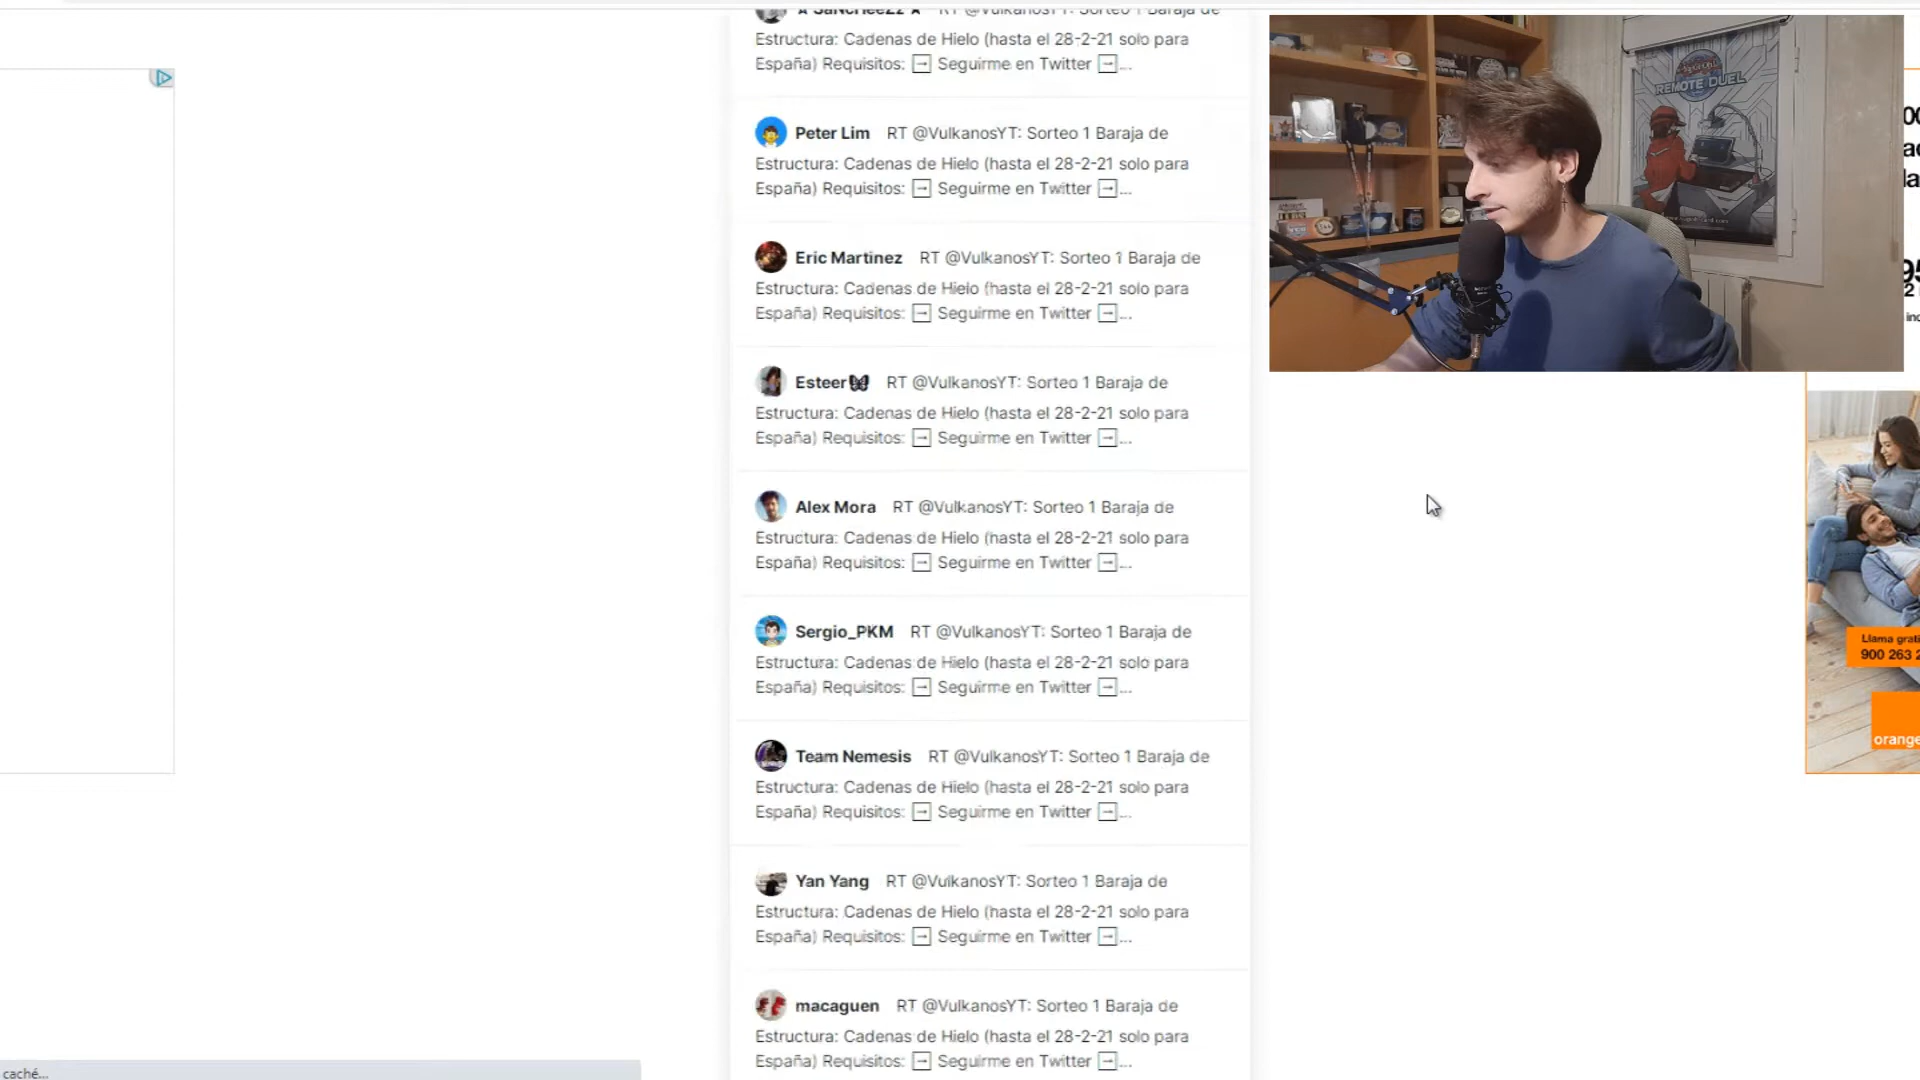 ★ SaNCHeeZz ★ RT @VulkanosYT: Sorteo 1 Baraja de
Estructura: Cadenas de Hielo (hasta el 28-2-21 solo para
España) Requisitos: → Seguirme en Twitter →...
Peter Lim RT @VulkanosYT: Sorteo 1 Baraja de
Estructura: Cadenas de Hielo (hasta el 28-2-21 solo para
España) Requisitos: → Seguirme en Twitter →...
Eric Martinez RT @VulkanosYT: Sorteo 1 Baraja de
Estructura: Cadenas de Hielo (hasta el 28-2-21 solo para
España) Requisitos: → Seguirme en Twitter →...
Esteer RT @VulkanosYT: Sorteo 1 Baraja de
Estructura: Cadenas de Hielo (hasta el 28-2-21 solo para
España) Requisitos: → Seguirme en Twitter →...
Alex Mora RT @VulkanosYT: Sorteo 1 Baraja de
Estructura: Cadenas de Hielo (hasta el 28-2-21 solo para
España) Requisitos: → Seguirme en Twitter →...
Sergio_PKM RT @VulkanosYT: Sorteo 1 Baraja de
Estructura: Cadenas de Hielo (hasta el 28-2-21 solo para
España) Requisitos: → Seguirme en Twitter →...
Team Nemesis RT @VulkanosYT: Sorteo 1 Baraja de
Estructura: Cadenas de Hielo (hasta el 28-2-21 solo para
España) Requisitos: → Seguirme en Twitter →...
Yan Yang RT @VulkanosYT: Sorteo 1 Baraja de
Estructura: Cadenas de Hielo (hasta el 28-2-21 solo para
España) Requisitos: → Seguirme en Twitter →...
macaguen RT @VulkanosYT: Sorteo 1 Baraja de
Estructura: Cadenas de Hielo (hasta el 28-2-21 solo para
España) Requisitos: → Seguirme en Twitter →...
caché...
REMOTE DUEL
Llama grati
900 263 2
orange